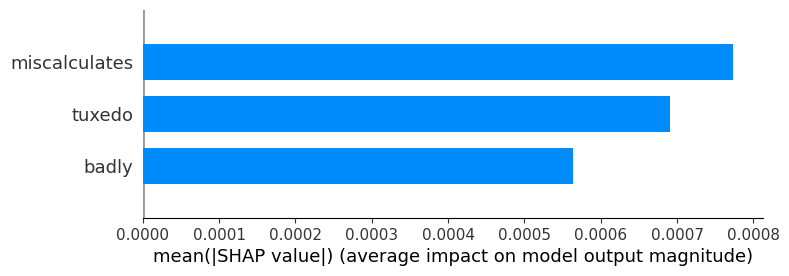 miscalculates
tuxedo
badly
0.0000 0.0001 0.0002 0.0003 0.0004 0.0005 0.0006 0.0007 0.0008
mean(|SHAP value|) (average impact on model output magnitude)